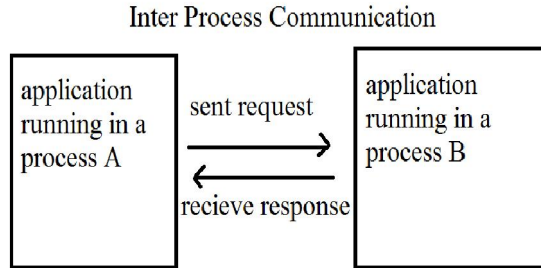 Inter Process Communication
application
running in a
process A
sent request
recieve response
application
running in a
process B